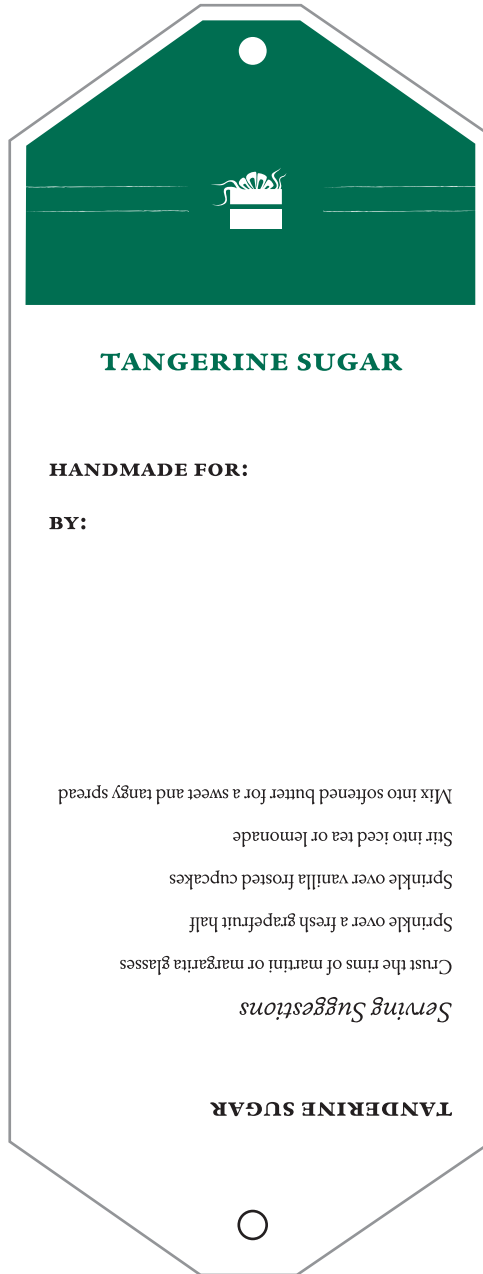 TANGERINE SUGAR
HANDMADE FOR:
BY:
TANDERINE SUGAR
Serving Suggestions
Crust the rims of martini or margarita glasses
Sprinkle over a fresh grapefruit half
Sprinkle over vanilla frosted cupcakes
Stir into iced tea or lemonade
Mix into softened butter for a sweet and tangy spread